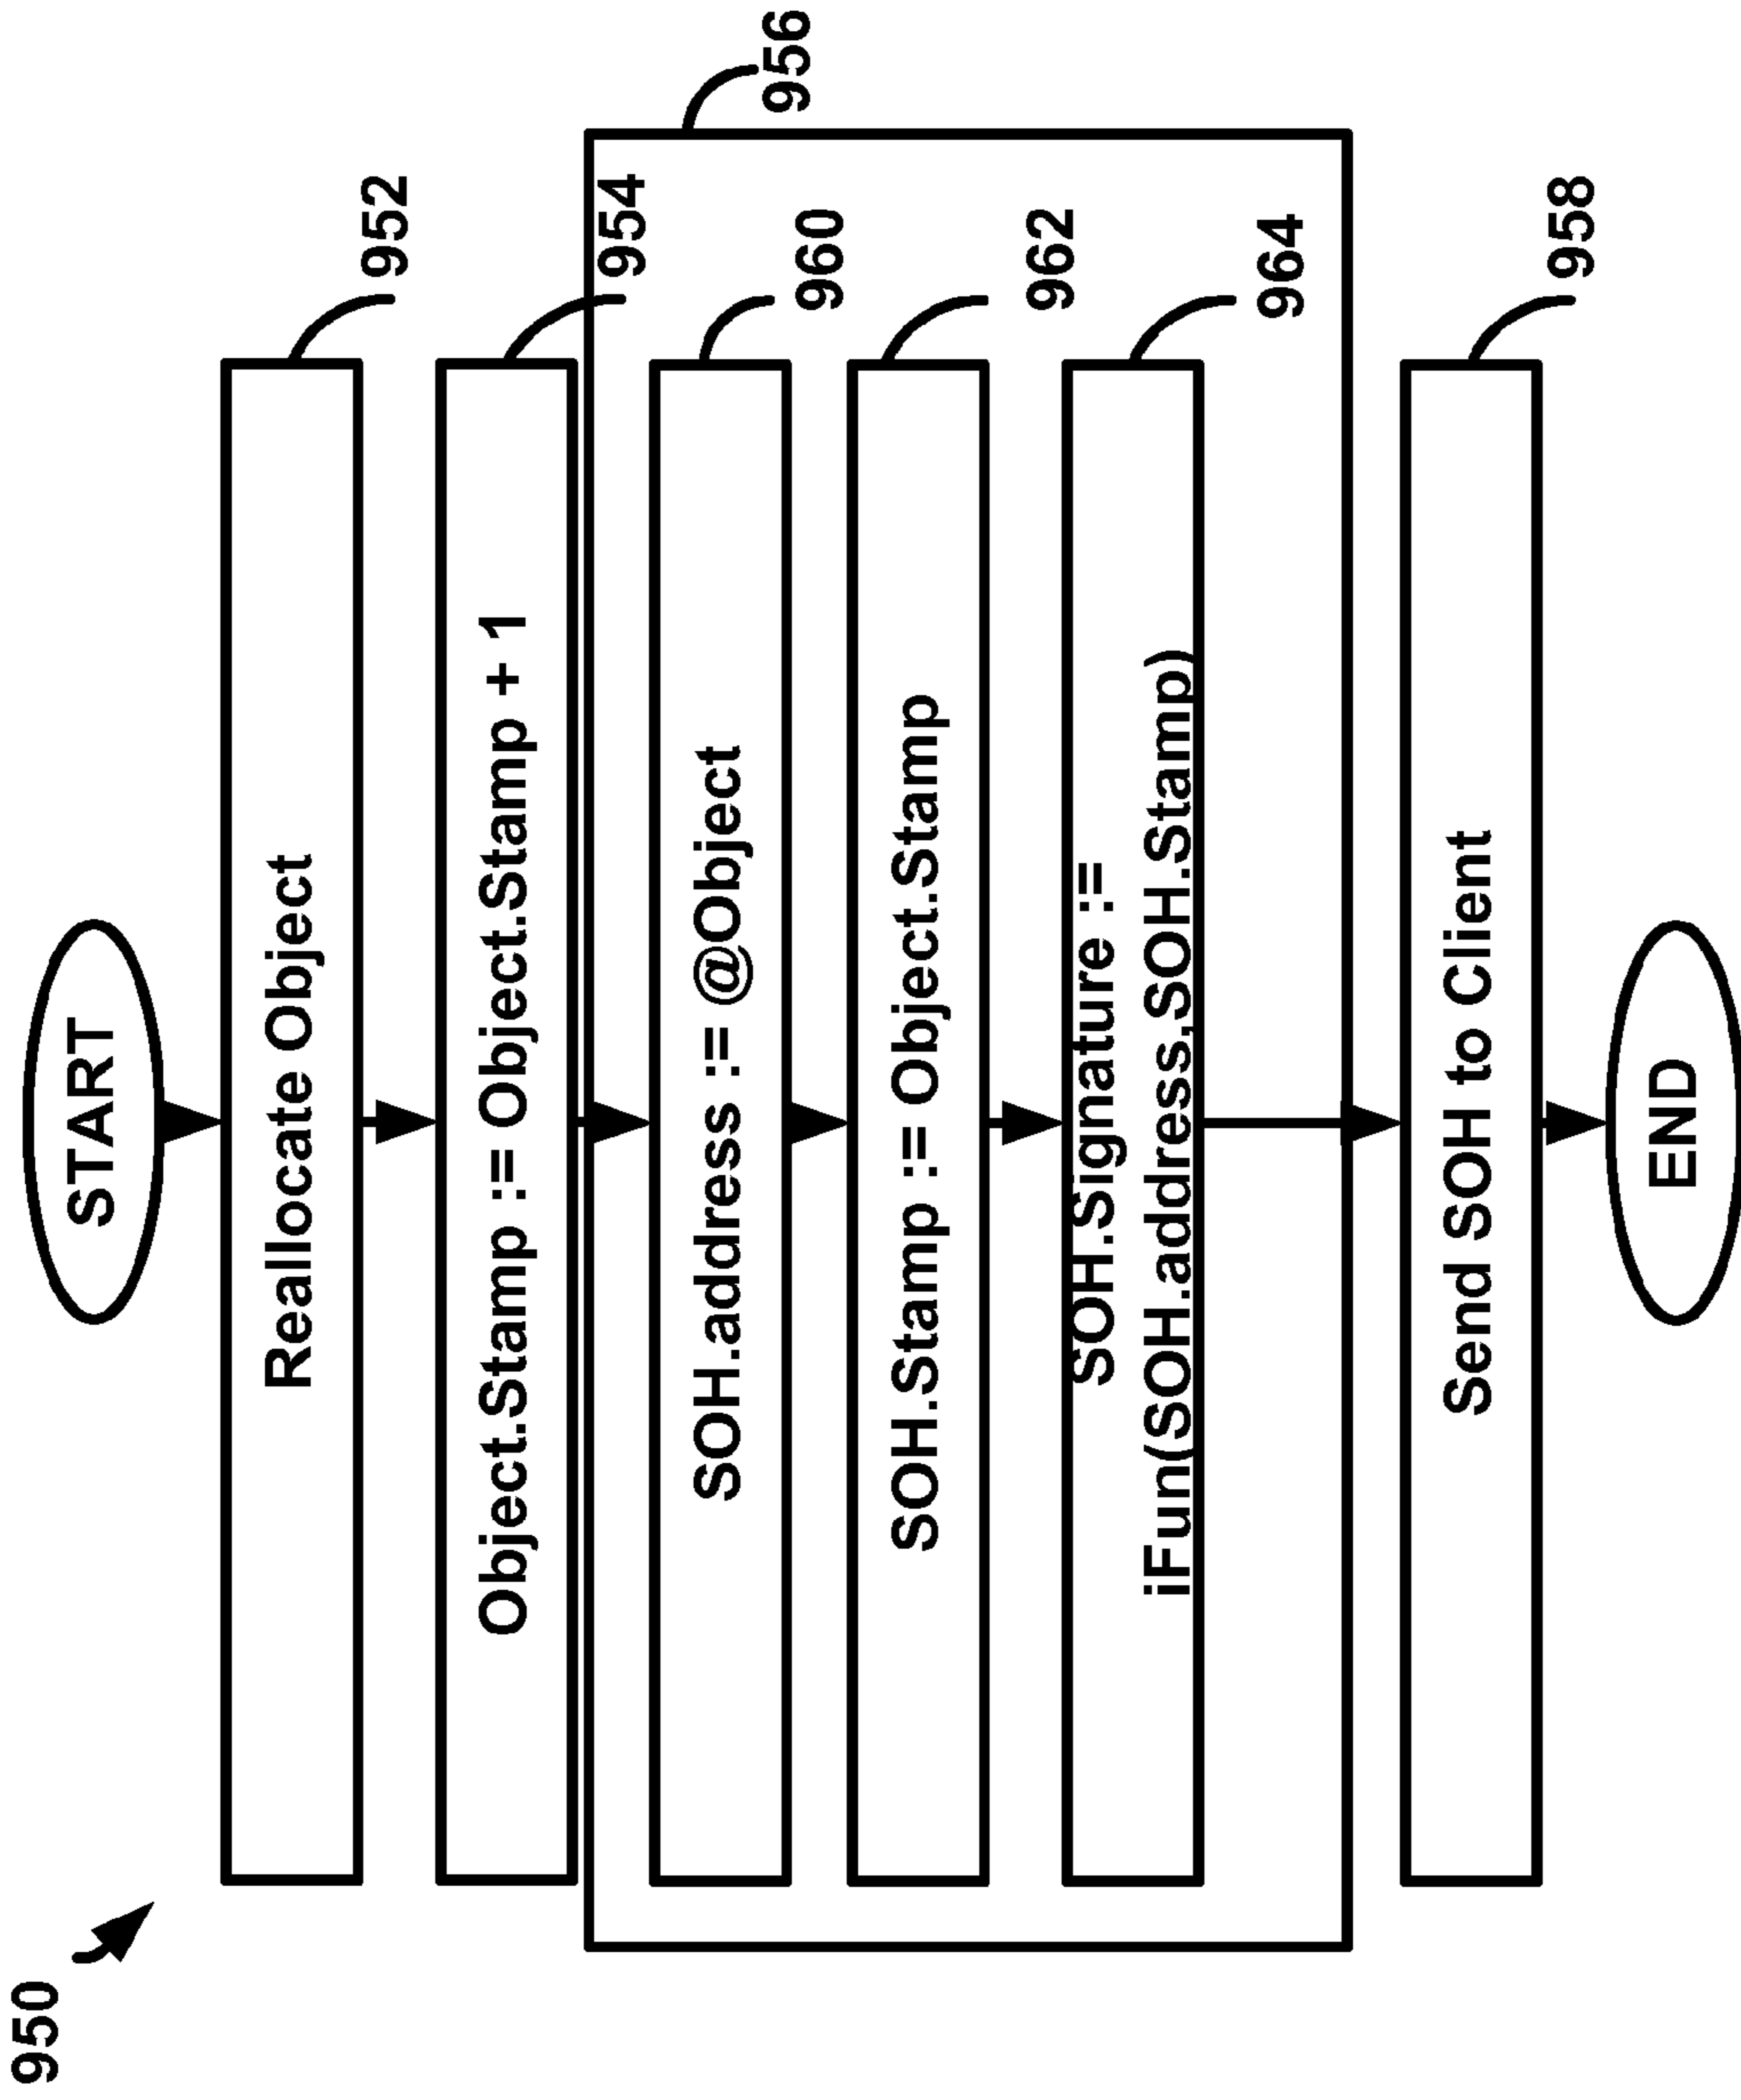 950
START
Reallocate Object
952
Object.Stamp := Object.Stamp + 1
954
956
SOH.address := @Object
960
SOH.Stamp := Object.Stamp
962
SOH.Signature :=
iFun(SOH.address,SOH.Stamp)
964
Send SOH to Client
958
END